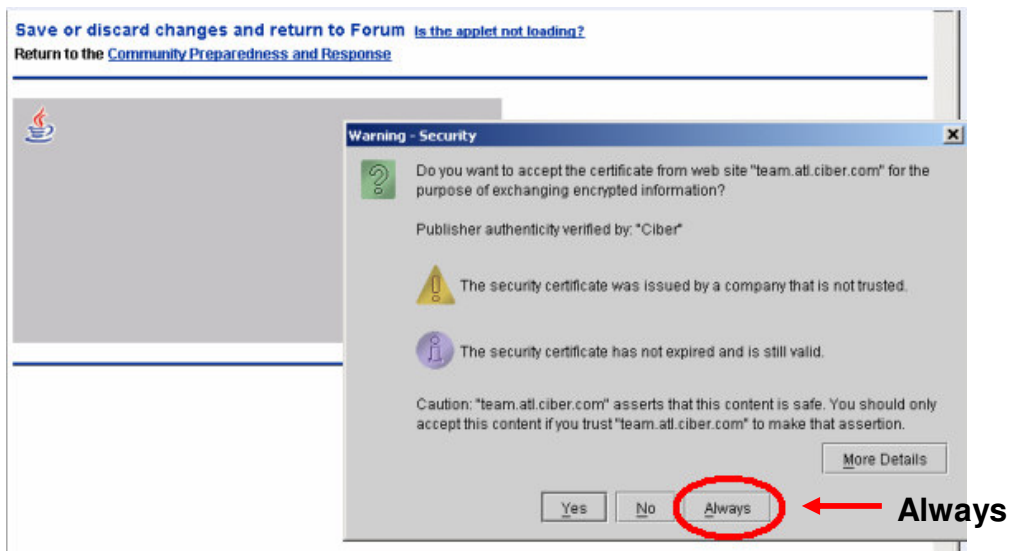 Save or discard changes and return to Forum Is the applet not loading?
Return to the Community Preparedness and Response
Warning - Security
Do you want to accept the certificate from web site "team.atl.ciber.com" for the
purpose of exchanging encrypted information?
Publisher authenticity verified by: "Ciber"
The security certificate was issued by a company that is not trusted.
The security certificate has not expired and is still valid.
Caution: "team.atl.ciber.com" asserts that this content is safe. You should only
accept this content if you trust "team.atl.ciber.com" to make that assertion.
More Details
Yes No Always
Always